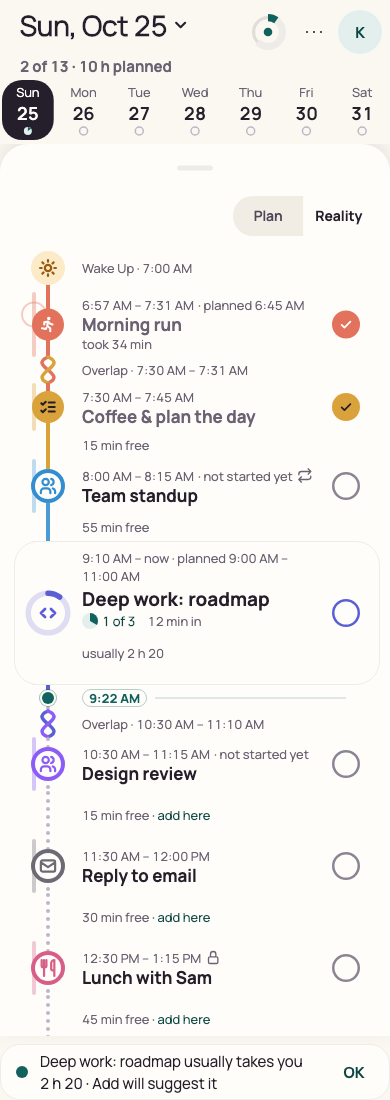 Sun, Oct 25
K
2 of 13 · 10 h planned
Sun Mon Tue Wed Thu Fri Sat
25 26 27 28 29 30 31
Plan Reality
Wake Up · 7:00 AM
6:57 AM – 7:31 AM · planned 6:45 AM
Morning run
took 34 min
Overlap · 7:30 AM – 7:31 AM
7:30 AM – 7:45 AM
Coffee & plan the day
15 min free
8:00 AM – 8:15 AM · not started yet
Team standup
55 min free
9:10 AM – now · planned 9:00 AM –
11:00 AM
Deep work: roadmap
1 of 3 12 min in
usually 2 h 20
9:22 AM
Overlap · 10:30 AM – 11:10 AM
10:30 AM – 11:15 AM · not started yet
Design review
15 min free · add here
11:30 AM – 12:00 PM
Reply to email
30 min free · add here
12:30 PM – 1:15 PM
Lunch with Sam
45 min free · add here
Deep work: roadmap usually takes you
2 h 20 · Add will suggest it
OK